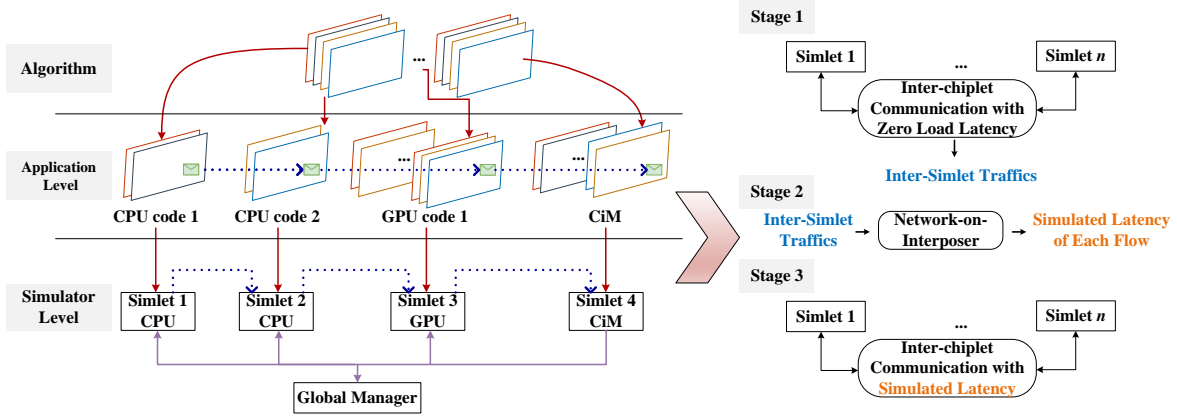 Algorithm
...
Application
Level
...
...
CPU code 1
CPU code 2
GPU code 1
CiM
Simulator
Level
Simlet 1
CPU
Simlet 2
CPU
Simlet 3
GPU
Simlet 4
CiM
Global Manager
Stage 1
Simlet 1
...
Simlet n
Inter-chiplet
Communication with
Zero Load Latency
Inter-Simlet Traffics
Stage 2
Inter-Simlet
Traffics
Network-on-
Interposer
Simulated Latency
of Each Flow
Stage 3
Simlet 1
...
Simlet n
Inter-chiplet
Communication with
Simulated Latency